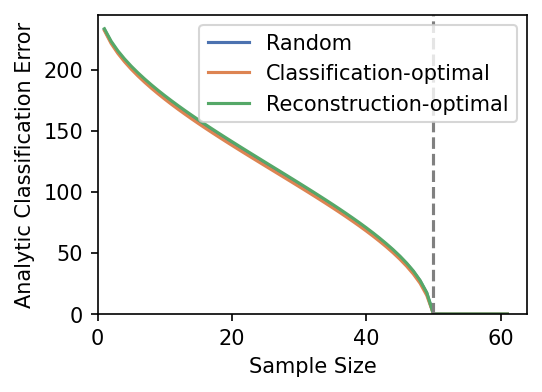 Random
Classification-optimal
Reconstruction-optimal
Analytic Classification Error
200
150
100
50
0
0
20
40
60
Sample Size